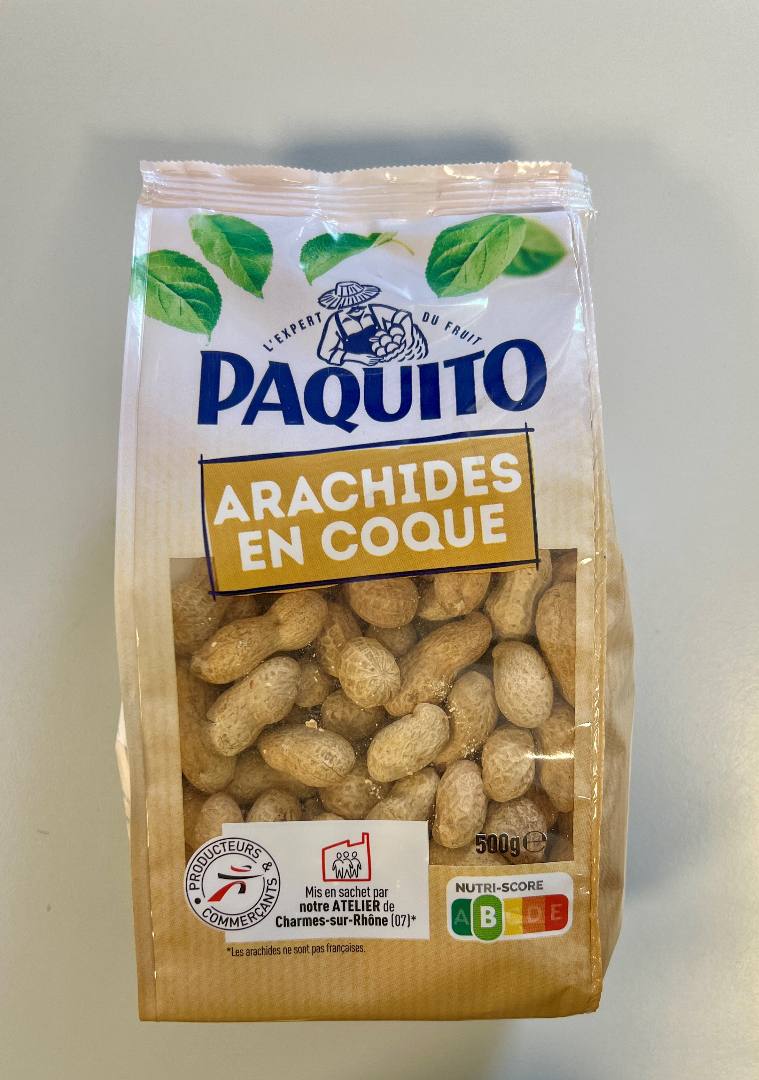 L'EXPERT DU FRUIT
PAQUITO
ARACHIDES
EN COQUE
500g ℮
PRODUCTEURS & COMMERÇANTS
Mis en sachet par
notre ATELIER de
Charmes-sur-Rhône (07)*
*Les arachides ne sont pas françaises.
NUTRI-SCORE
A B C D E